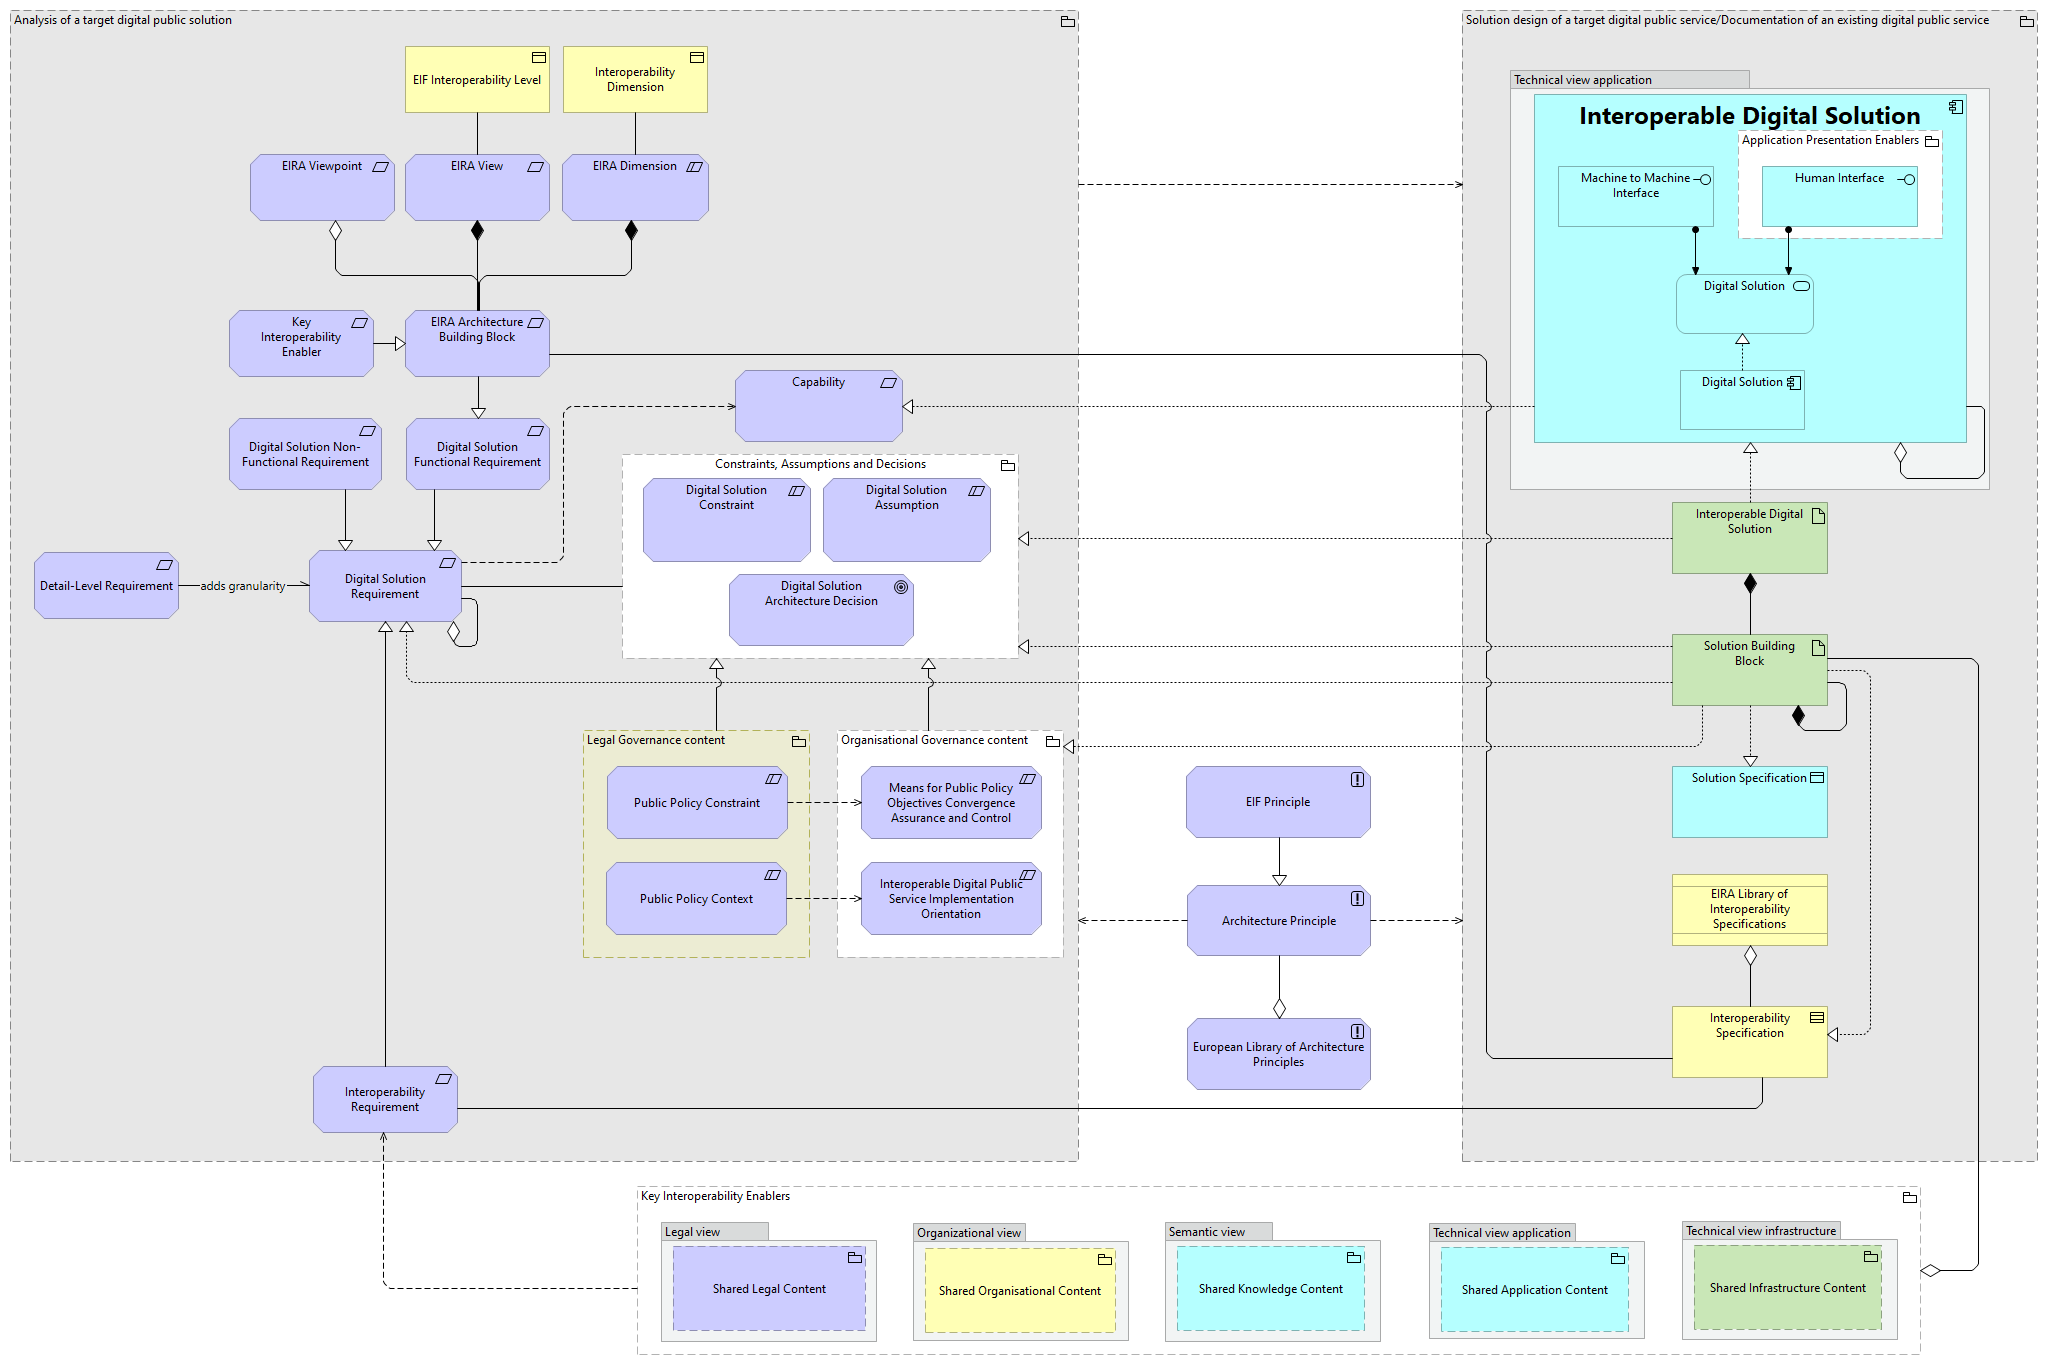 Analysis of a target digital public solution
EIF Interoperability Level
Interoperability
Dimension
EIRA Viewpoint
EIRA View
EIRA Dimension
Key
Interoperability
Enabler
EIRA Architecture
Building Block
Capability
Digital Solution Non-
Functional Requirement
Digital Solution
Functional Requirement
Constraints, Assumptions and Decisions
Digital Solution
Constraint
Digital Solution
Assumption
Digital Solution
Architecture Decision
Detail-Level Requirement
adds granularity
Digital Solution
Requirement
Legal Governance content
Public Policy Constraint
Public Policy Context
Organisational Governance content
Means for Public Policy
Objectives Convergence
Assurance and Control
Interoperable Digital Public
Service Implementation
Orientation
Interoperability
Requirement
EIF Principle
Architecture Principle
European Library of Architecture
Principles
Solution design of a target digital public service/Documentation of an existing digital public service
Technical view application
Interoperable Digital Solution
Application Presentation Enablers
Machine to Machine
Interface
Human Interface
Digital Solution
Digital Solution
Interoperable Digital
Solution
Solution Building
Block
Solution Specification
EIRA Library of
Interoperability
Specifications
Interoperability
Specification
Key Interoperability Enablers
Legal view
Shared Legal Content
Organizational view
Shared Organisational Content
Semantic view
Shared Knowledge Content
Technical view application
Shared Application Content
Technical view infrastructure
Shared Infrastructure Content